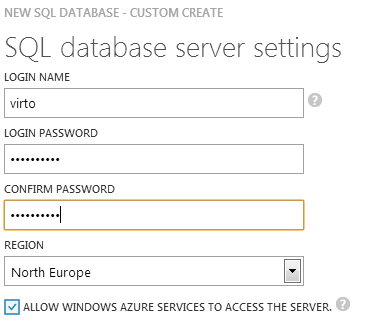 NEW SQL DATABASE - CUSTOM CREATE
SQL database server settings
LOGIN NAME
virto
?
LOGIN PASSWORD
••••••••••
CONFIRM PASSWORD
••••••••••
REGION
North Europe
ALLOW WINDOWS AZURE SERVICES TO ACCESS THE SERVER. ?